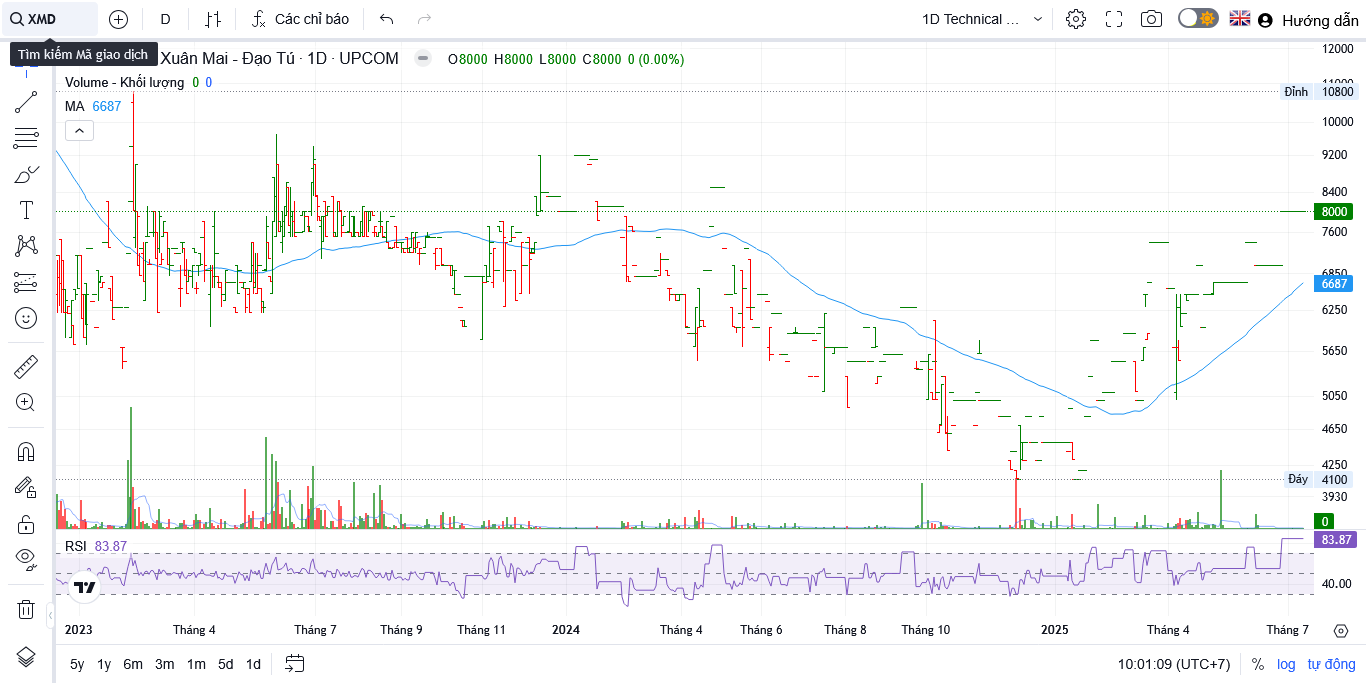 XMD
D
Các chỉ báo
1D Technical ...
Hướng dẫn
Tìm kiếm Mã giao dịch
Xuân Mai - Đạo Tú · 1D · UPCOM
O8000 H8000 L8000 C8000 0 (0.00%)
Volume - Khối lượng 0 0
MA 6687
12000
11000
Đỉnh 10800
10000
9200
8400
8000
7600
6850
6687
6250
5650
5050
4650
4250
Đáy 4100
3930
0
RSI 83.87
83.87
40.00
2023 Tháng 4 Tháng 7 Tháng 9 Tháng 11 2024 Tháng 4 Tháng 6 Tháng 8 Tháng 10 2025 Tháng 4 Tháng 7
5y 1y 6m 3m 1m 5d 1d
10:01:09 (UTC+7) % log tự động